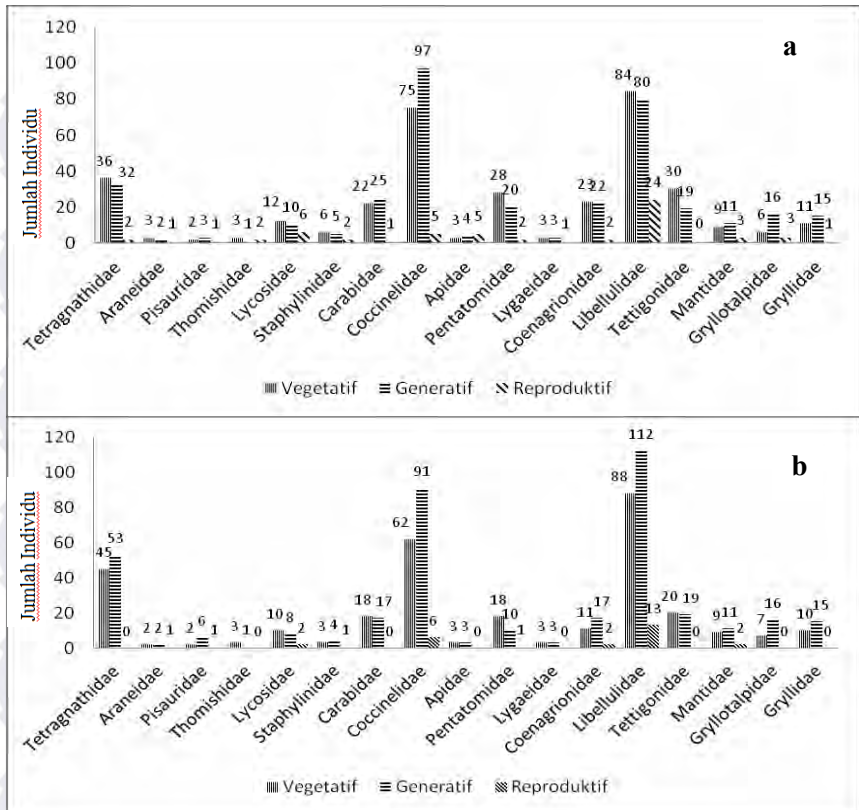 a
120
100
80
60
40
20
0
Jumlah Individu
36 32 2
3 2 1
2 3 1
3 1 2
12 10 6
6 5 2
22 25 1
75 97 5
3 4 5
28 20 2
3 3 1
23 22 2
84 80 24
30 19 0
9 11 3
6 16 3
11 15 1
Tetragnathidae
Araneidae
Pisauridae
Thomishidae
Lycosidae
Staphylinidae
Carabidae
Coccinelidae
Apidae
Pentatomidae
Lygaeidae
Coenagrionidae
Libellulidae
Tettigonidae
Mantidae
Gryllotalpidae
Gryllidae
Vegetatif Generatif Reproduktif
b
120
100
80
60
40
20
0
Jumlah Individu
45 53 0
2 2 1
2 6 1
3 1 0
10 8 2
3 4 1
18 17 0
62 91 6
3 3 0
18 10 1
3 3 0
11 17 2
88 112 13
20 19 0
9 11 2
7 16 0
10 15 0
Tetragnathidae
Araneidae
Pisauridae
Thomishidae
Lycosidae
Staphylinidae
Carabidae
Coccinelidae
Apidae
Pentatomidae
Lygaeidae
Coenagrionidae
Libellulidae
Tettigonidae
Mantidae
Gryllotalpidae
Gryllidae
Vegetatif Generatif Reproduktif